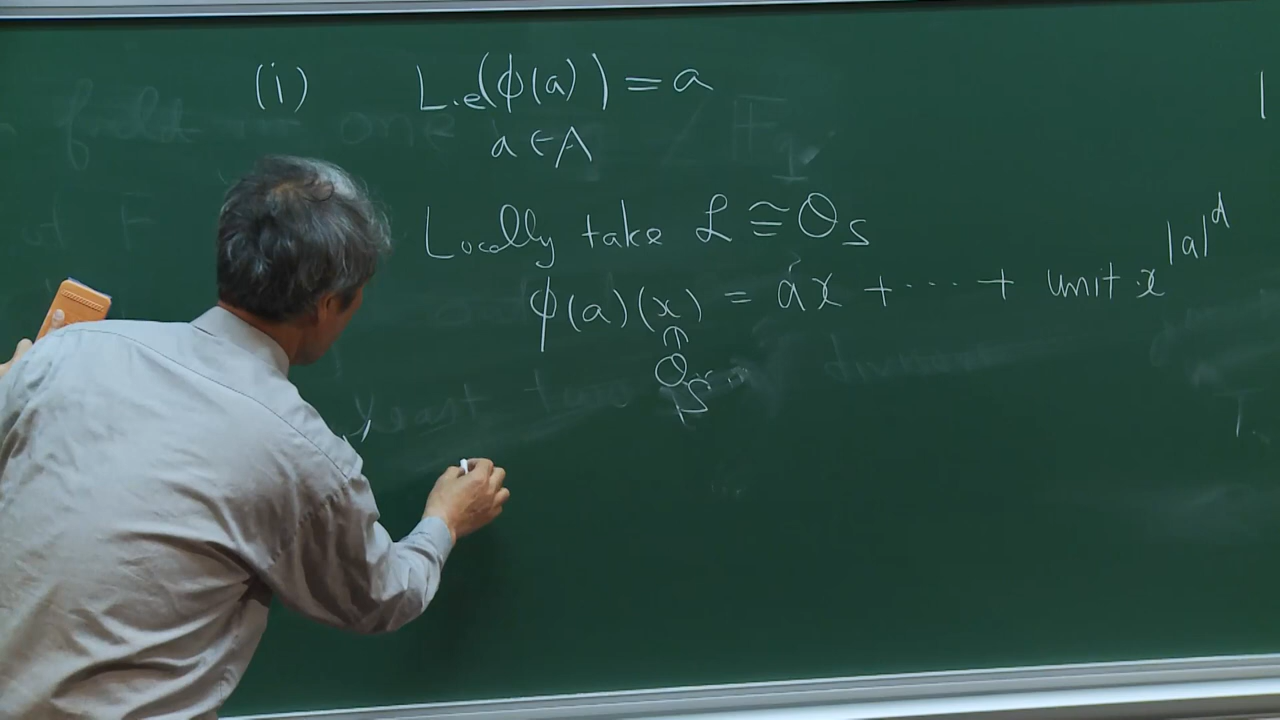 (i) Lie(ϕ(a)) = a
a ∈ A
Locally take ℒ ≅ O_S
ϕ(a)(x) = ax + ···· + unit·x^{|a|^d}
∩
O_S